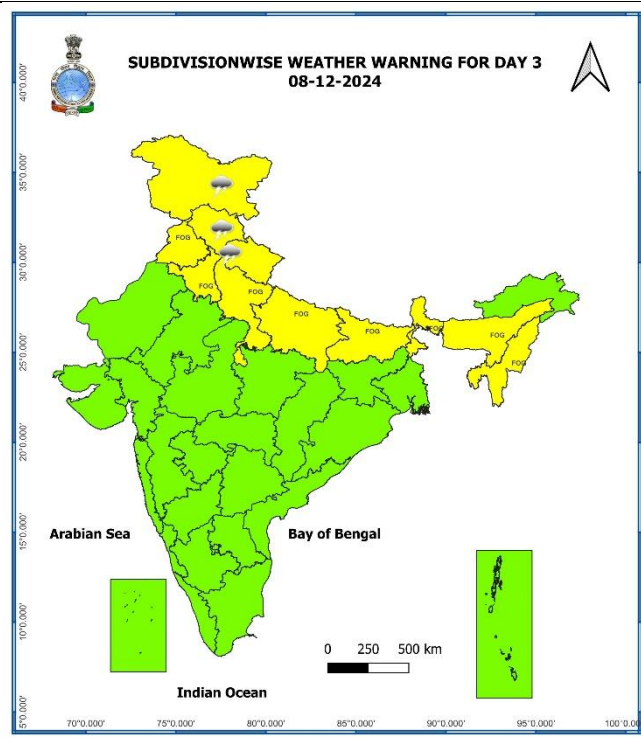 SUBDIVISIONWISE WEATHER WARNING FOR DAY 3
08-12-2024
40°0.000'
35°0.000'
30°0.000'
25°0.000'
20°0.000'
15°0.000'
10°0.000'
5°0.000'
FOG
FOG
FOG
FOG
FOG
FOG
FOG
FOG
Arabian Sea
Bay of Bengal
0 250 500 km
Indian Ocean
70°0.000'
75°0.000'
80°0.000'
85°0.000'
90°0.000'
95°0.000'